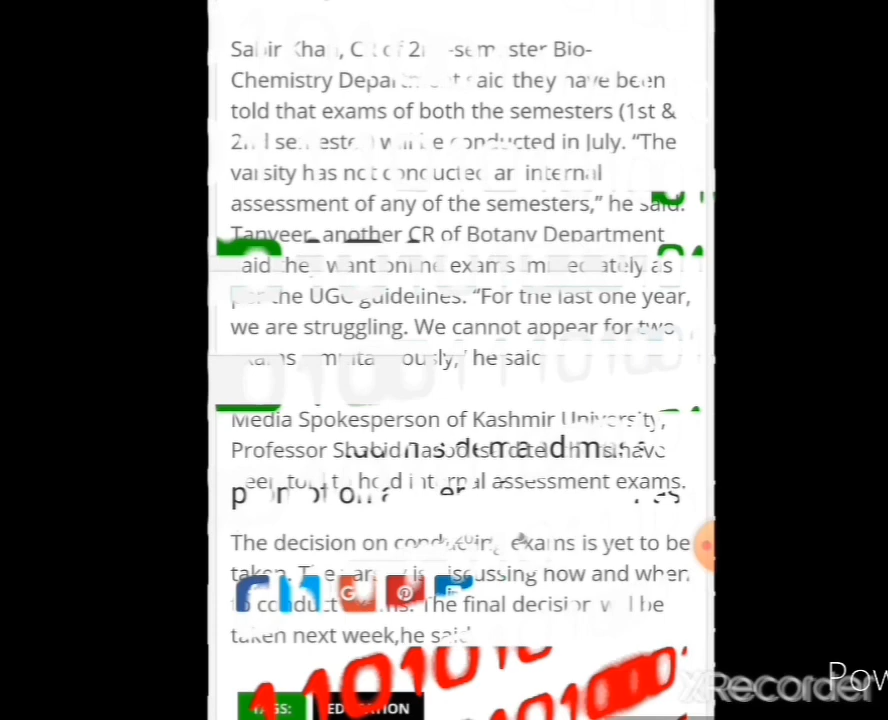 Sabir Khan, CR of 2nd-semester Bio-
Chemistry Department said they have been
told that exams of both the semesters (1st &
2nd semester) will be conducted in July. “The
varsity has not conducted any internal
assessment of any of the semesters,” he said.
Tanveer, another CR of Botany Department
said they want online exams immediately as
per the UGC guidelines. “For the last one year,
we are struggling. We cannot appear for two
exams simultaneously,” he said
Media Spokesperson of Kashmir University,
Professor Shahid have
been told to hold internal assessment exams.
The decision on conducting exams is yet to be
taken. The varsity is discussing how and when
to conduct exams. The final decision will be
taken next week,he said
TAGS: EDUCATION
XRecorder
Pow